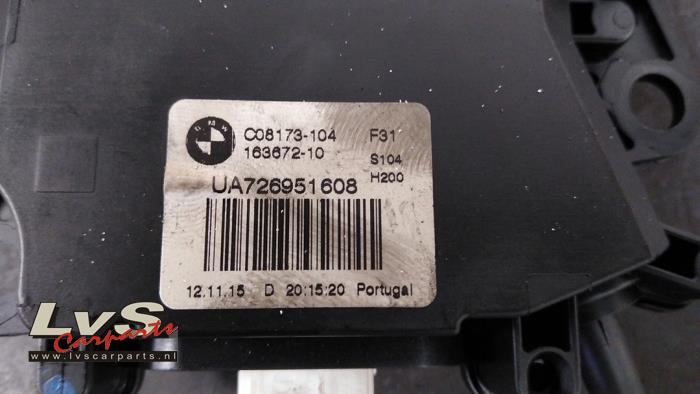 C08173-104 F31
163672-10 S104
H200
UA726951608
12.11.15 D 20:15:20 Portugal
LvS
Carparts
www.lvscarparts.nl